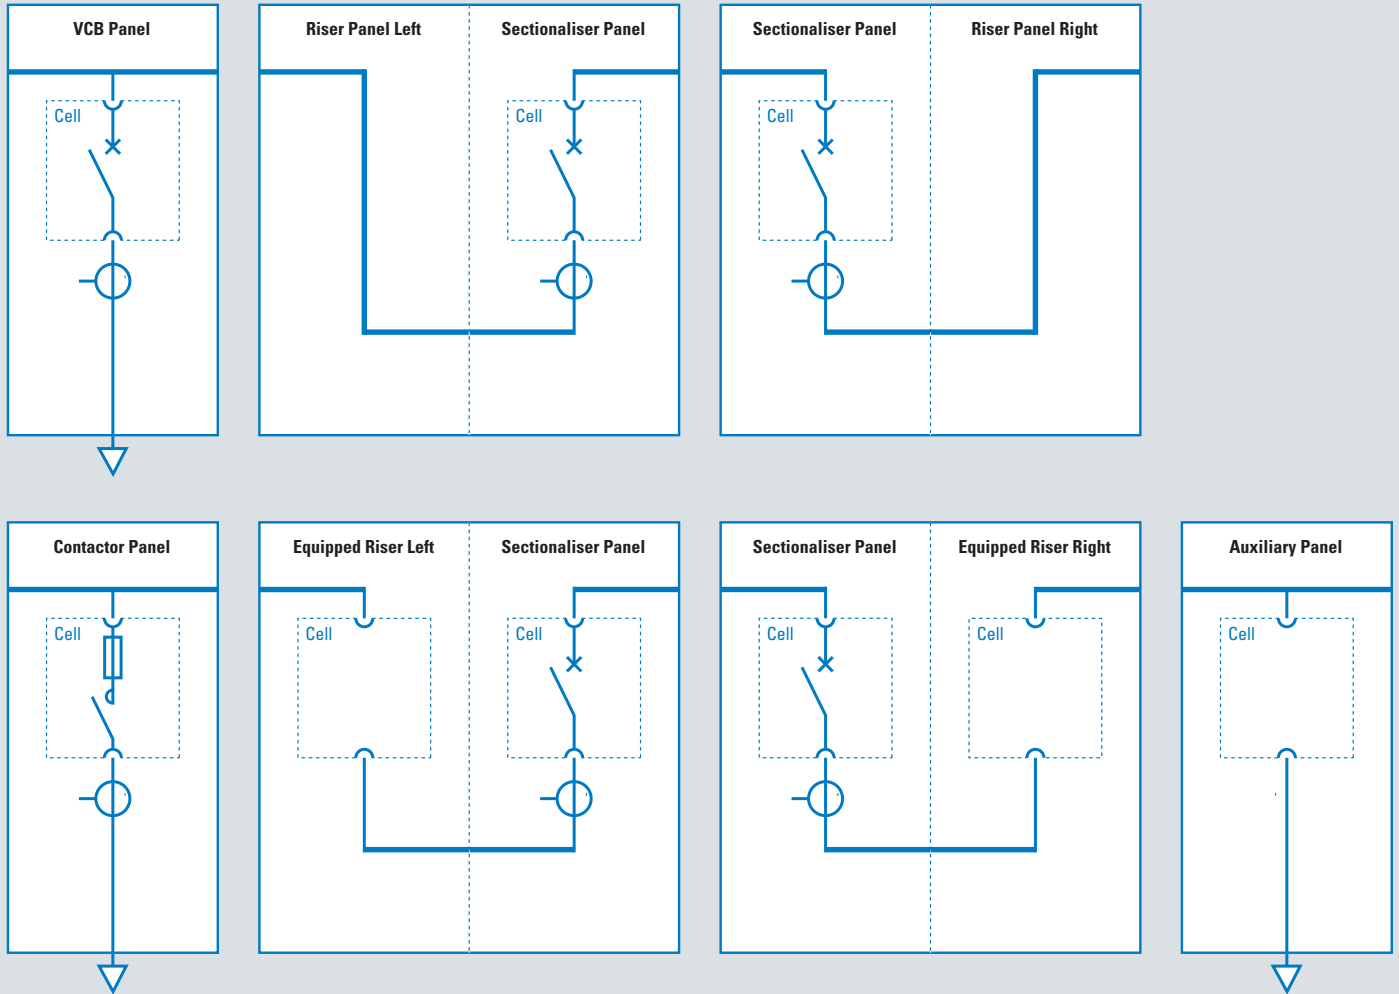 VCB Panel
Riser Panel Left
Sectionaliser Panel
Sectionaliser Panel
Riser Panel Right
Cell
Cell
Cell
Contactor Panel
Equipped Riser Left
Sectionaliser Panel
Sectionaliser Panel
Equipped Riser Right
Auxiliary Panel
Cell
Cell
Cell
Cell
Cell
Cell